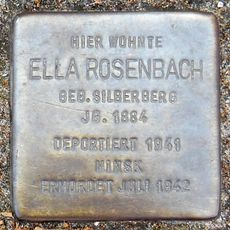 HIER WOHNTE
ELLA ROSENBACH
GEB. SILBERBERG
JG. 1884
DEPORTIERT 1941
MINSK
ERMORDET JULI 1942